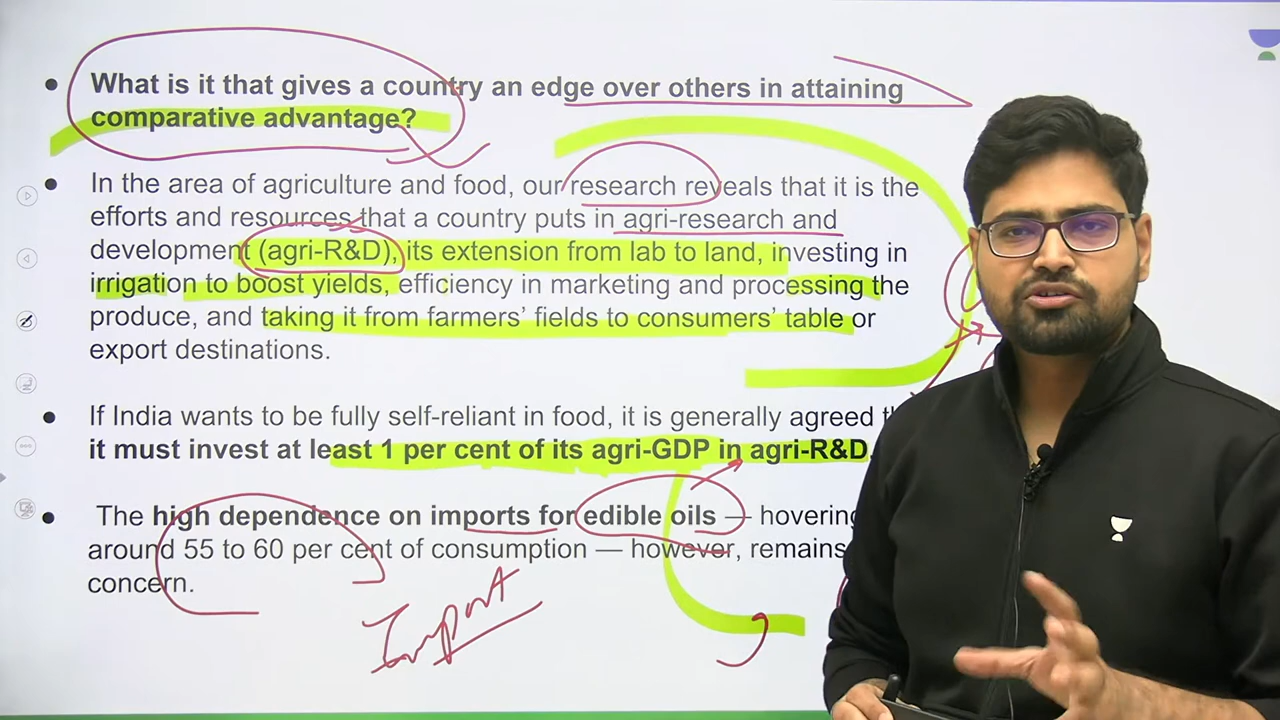 What is it that gives a country an edge over others in attaining
comparative advantage?
In the area of agriculture and food, our research reveals that it is the
efforts and resources that a country puts in agri-research and
development (agri-R&D), its extension from lab to land, investing in
irrigation to boost yields, efficiency in marketing and processing the
produce, and taking it from farmers' fields to consumers' table or
export destinations.
If India wants to be fully self-reliant in food, it is generally agreed
it must invest at least 1 per cent of its agri-GDP in agri-R&D
The high dependence on imports for edible oils — hovering
around 55 to 60 per cent of consumption — however, remains
concern.
Import